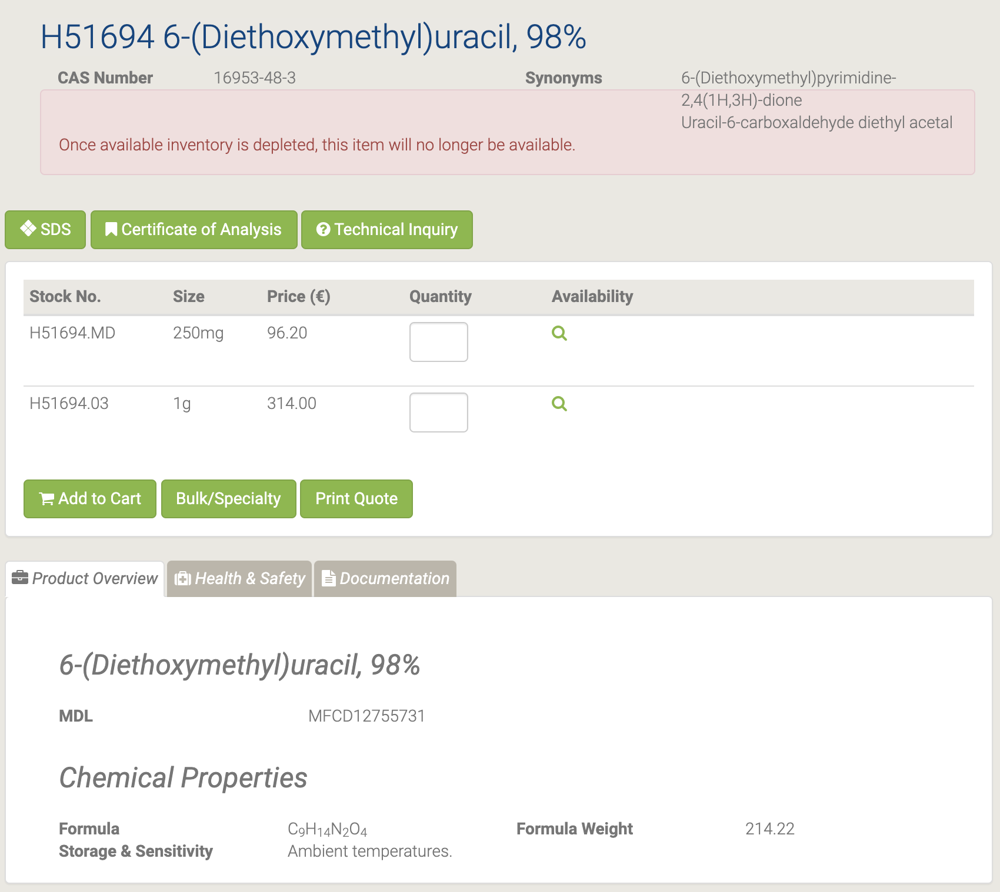 H51694 6-(Diethoxymethyl)uracil, 98%
CAS Number 16953-48-3 Synonyms 6-(Diethoxymethyl)pyrimidine-
2,4(1H,3H)-dione
Uracil-6-carboxaldehyde diethyl acetal
Once available inventory is depleted, this item will no longer be available.
SDS Certificate of Analysis Technical Inquiry
Stock No. Size Price (€) Quantity Availability
H51694.MD 250mg 96.20
H51694.03 1g 314.00
Add to Cart Bulk/Specialty Print Quote
Product Overview Health & Safety Documentation
6-(Diethoxymethyl)uracil, 98%
MDL MFCD12755731
Chemical Properties
Formula C₉H₁₄N₂O₄ Formula Weight 214.22
Storage & Sensitivity Ambient temperatures.